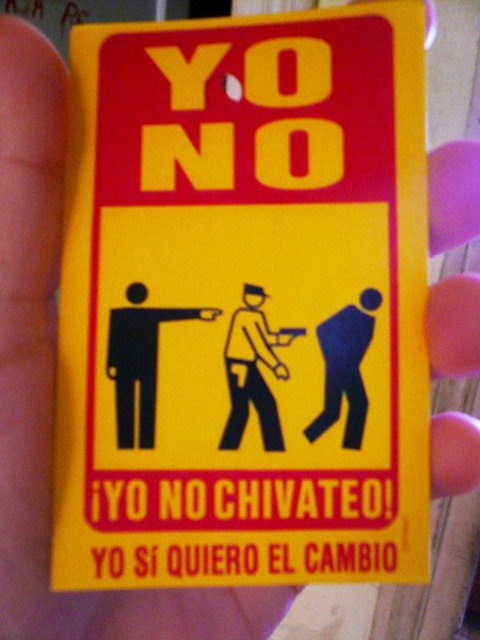 YO
NO
¡YO NO CHIVATEO!
YO SÍ QUIERO EL CAMBIO